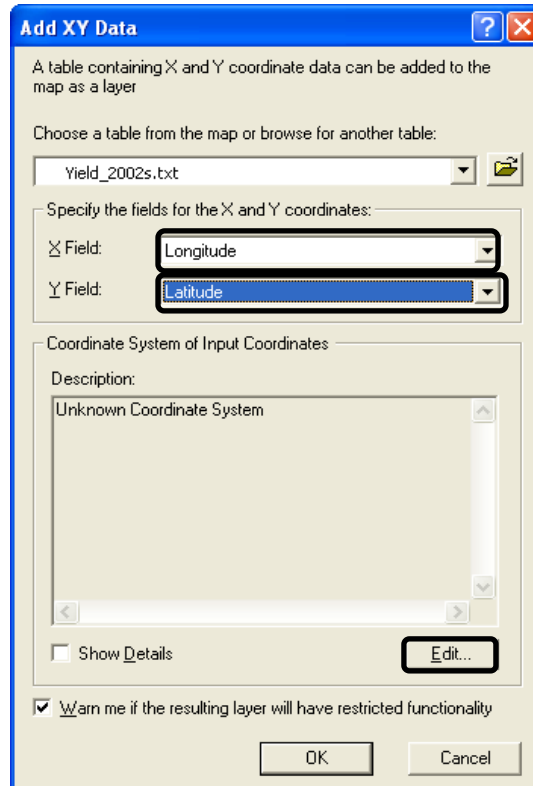 Add XY Data
A table containing X and Y coordinate data can be added to the
map as a layer
Choose a table from the map or browse for another table:
Yield_2002s.txt
Specify the fields for the X and Y coordinates:
X Field:
Longitude
Y Field:
Latitude
Coordinate System of Input Coordinates
Description:
Unknown Coordinate System
Show Details
Edit...
Warn me if the resulting layer will have restricted functionality
OK
Cancel